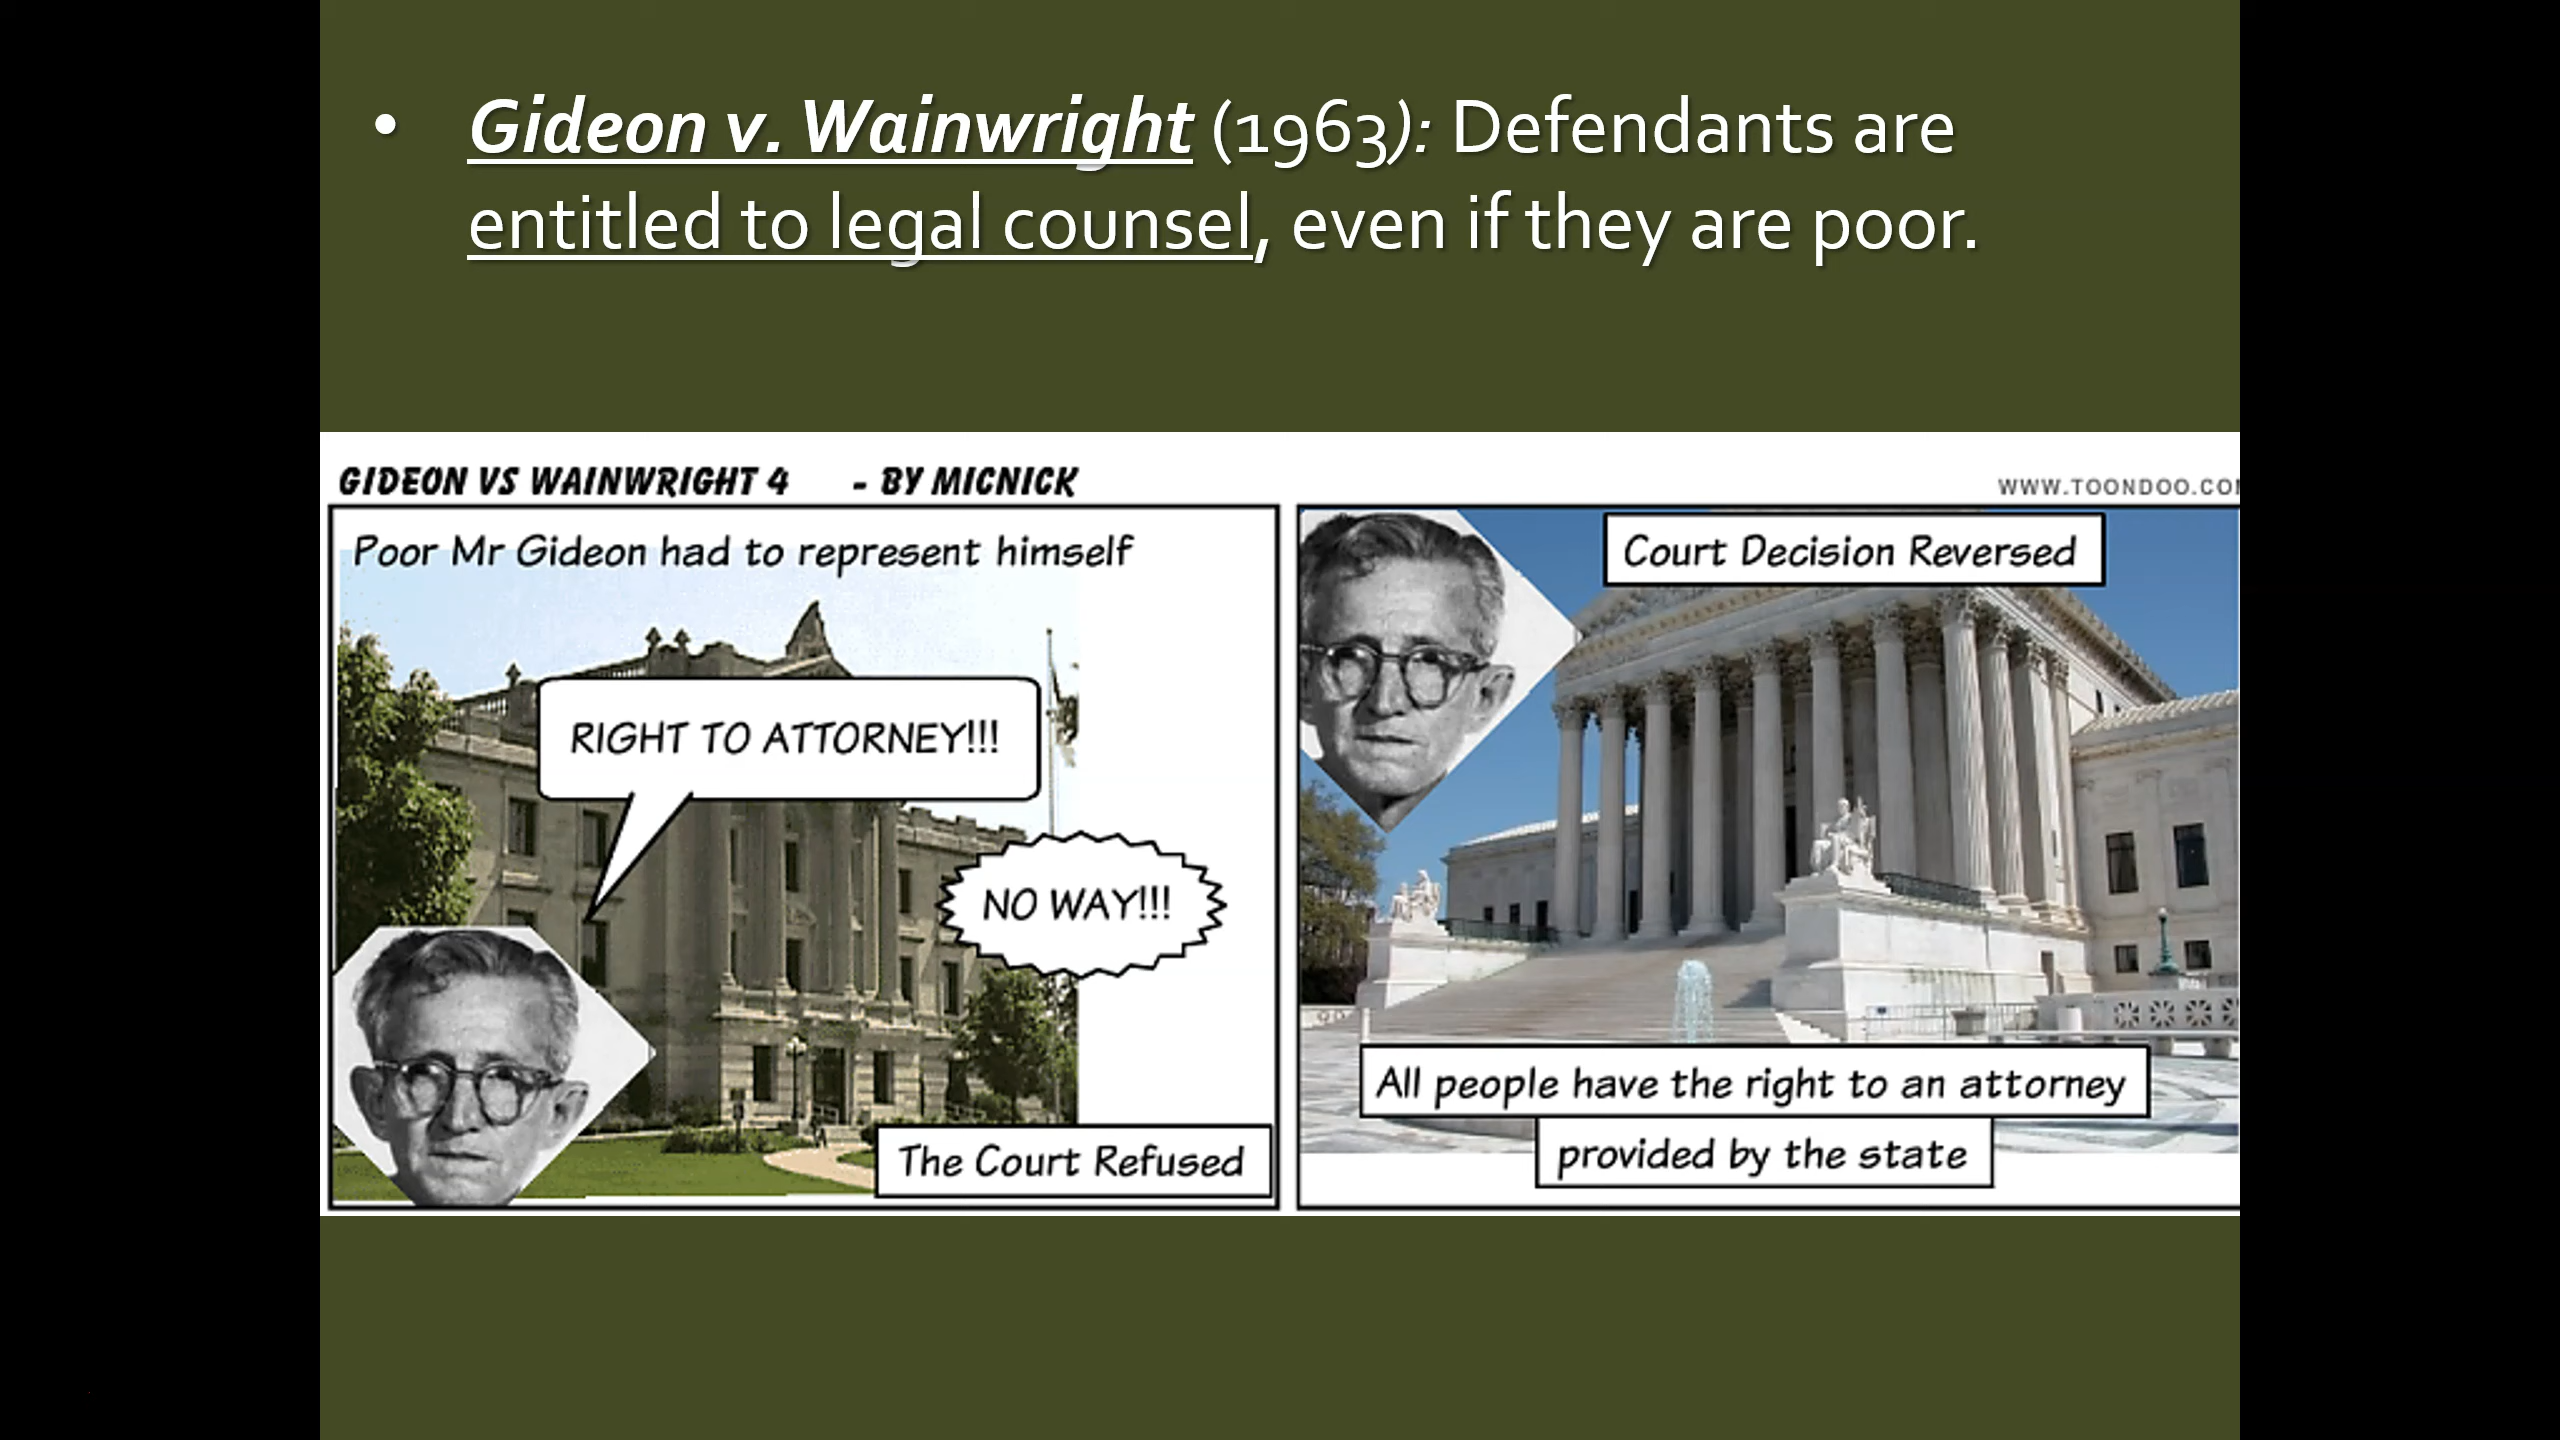 • Gideon v. Wainwright (1963): Defendants are
entitled to legal counsel, even if they are poor.
GIDEON VS WAINWRIGHT 4 - BY MICNICK
WWW.TOONDOO.CO
Poor Mr Gideon had to represent himself
RIGHT TO ATTORNEY!!!
NO WAY!!!
The Court Refused
Court Decision Reversed
All people have the right to an attorney
provided by the state